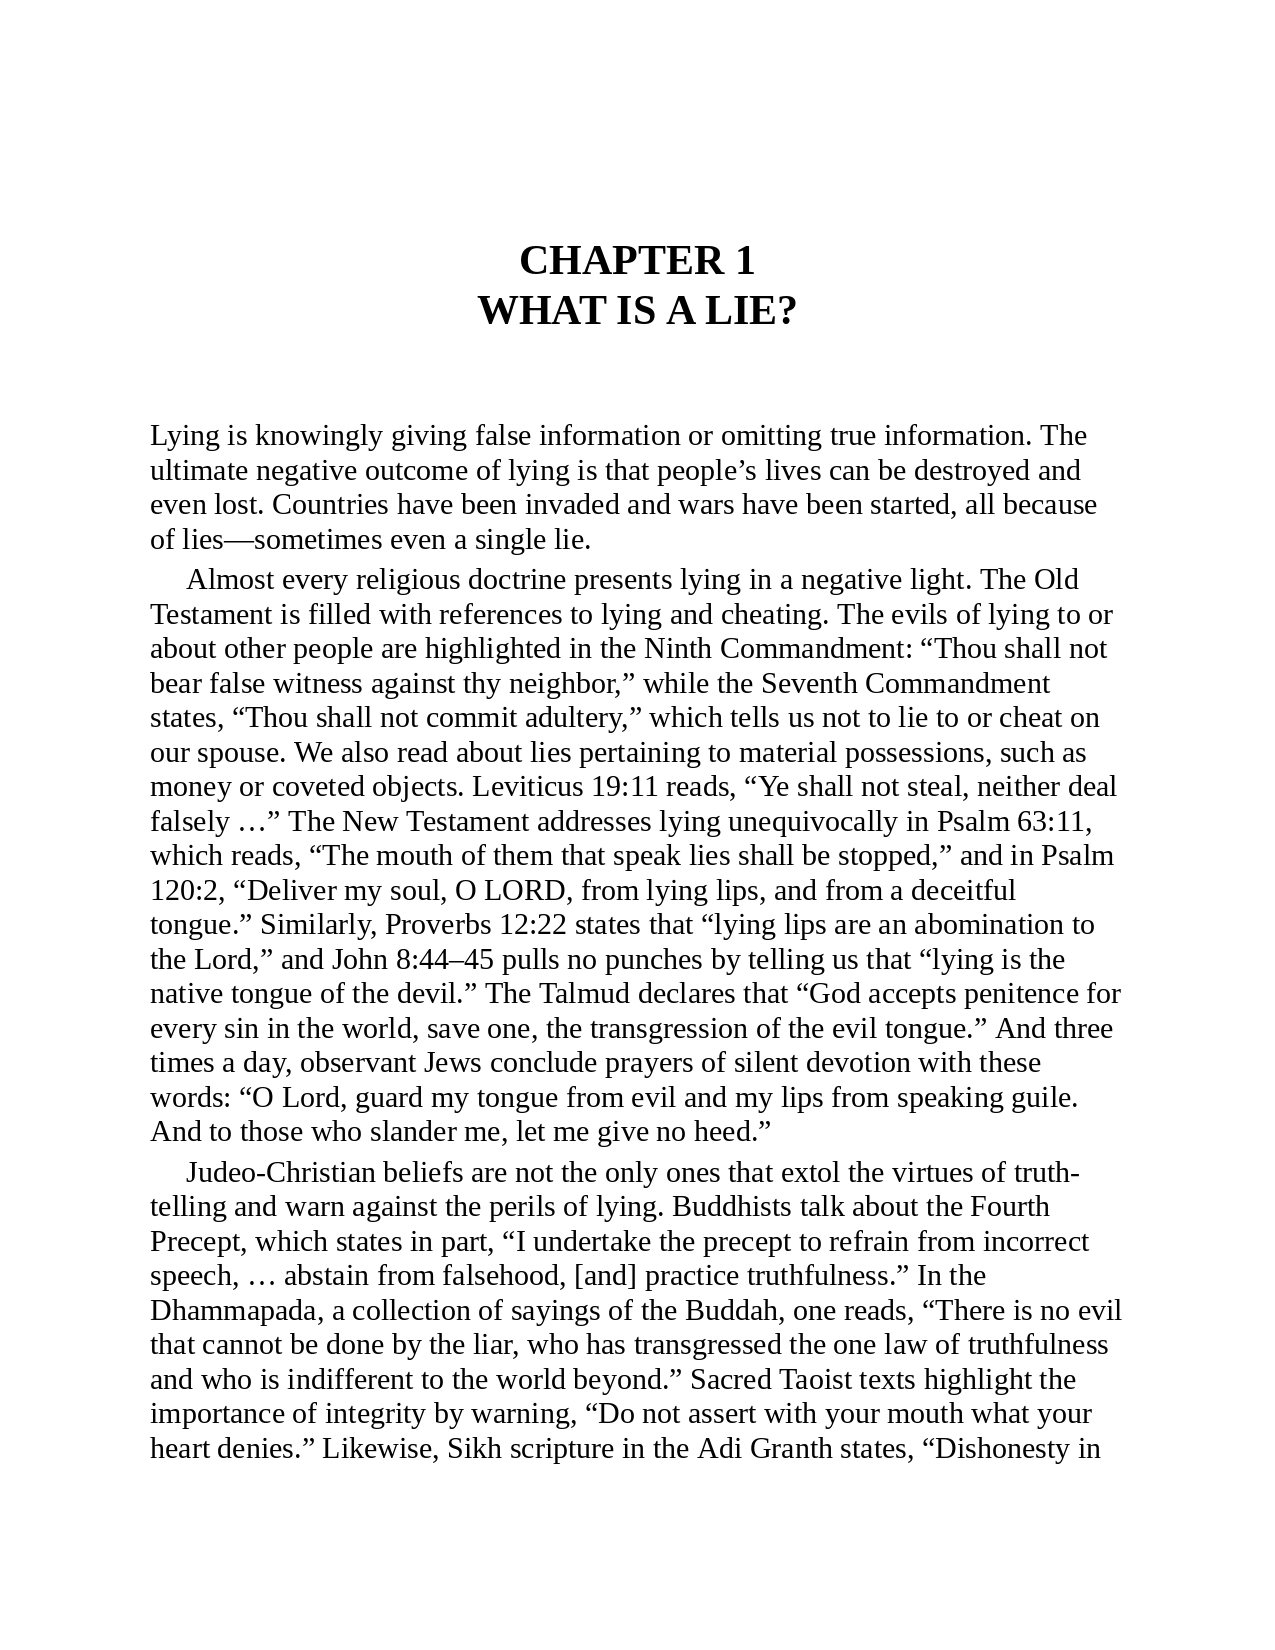 CHAPTER 1
WHAT IS A LIE?
Lying is knowingly giving false information or omitting true information. The
ultimate negative outcome of lying is that people’s lives can be destroyed and
even lost. Countries have been invaded and wars have been started, all because
of lies—sometimes even a single lie.
Almost every religious doctrine presents lying in a negative light. The Old
Testament is filled with references to lying and cheating. The evils of lying to or
about other people are highlighted in the Ninth Commandment: “Thou shall not
bear false witness against thy neighbor,” while the Seventh Commandment
states, “Thou shall not commit adultery,” which tells us not to lie to or cheat on
our spouse. We also read about lies pertaining to material possessions, such as
money or coveted objects. Leviticus 19:11 reads, “Ye shall not steal, neither deal
falsely …” The New Testament addresses lying unequivocally in Psalm 63:11,
which reads, “The mouth of them that speak lies shall be stopped,” and in Psalm
120:2, “Deliver my soul, O LORD, from lying lips, and from a deceitful
tongue.” Similarly, Proverbs 12:22 states that “lying lips are an abomination to
the Lord,” and John 8:44–45 pulls no punches by telling us that “lying is the
native tongue of the devil.” The Talmud declares that “God accepts penitence for
every sin in the world, save one, the transgression of the evil tongue.” And three
times a day, observant Jews conclude prayers of silent devotion with these
words: “O Lord, guard my tongue from evil and my lips from speaking guile.
And to those who slander me, let me give no heed.”
Judeo-Christian beliefs are not the only ones that extol the virtues of truth-
telling and warn against the perils of lying. Buddhists talk about the Fourth
Precept, which states in part, “I undertake the precept to refrain from incorrect
speech, … abstain from falsehood, [and] practice truthfulness.” In the
Dhammapada, a collection of sayings of the Buddah, one reads, “There is no evil
that cannot be done by the liar, who has transgressed the one law of truthfulness
and who is indifferent to the world beyond.” Sacred Taoist texts highlight the
importance of integrity by warning, “Do not assert with your mouth what your
heart denies.” Likewise, Sikh scripture in the Adi Granth states, “Dishonesty in